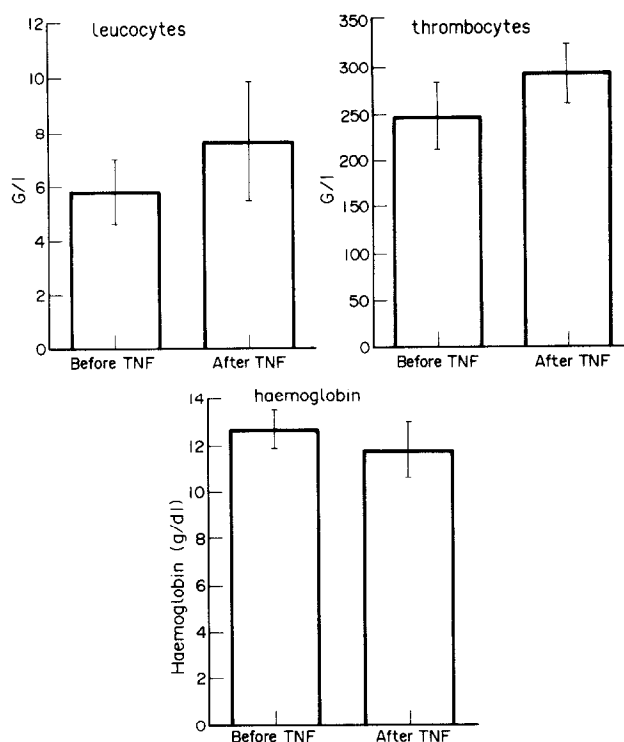 leucocytes
12
10
8
6
4
2
0
G/l
Before TNF
After TNF
thrombocytes
350
300
250
200
150
100
50
0
G/l
Before TNF
After TNF
haemoglobin
14
12
10
8
6
4
2
0
Haemoglobin (g/dl)
Before TNF
After TNF